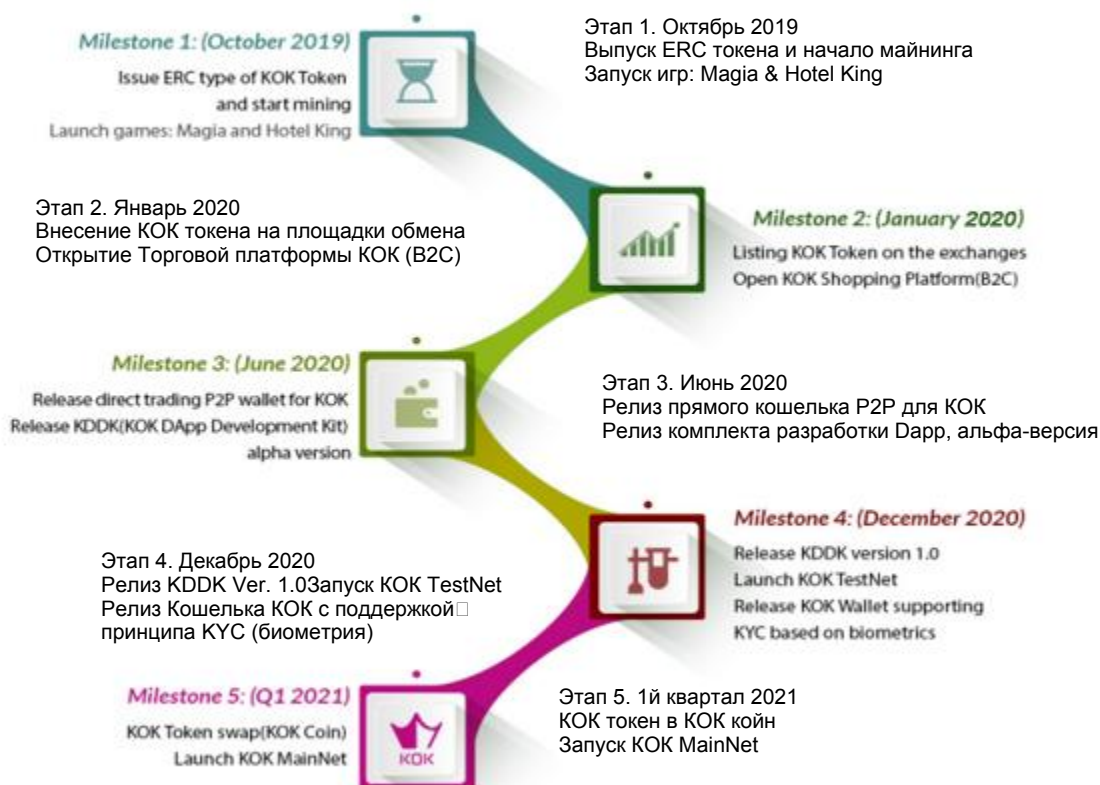 Milestone 1: (October 2019)
Issue ERC type of KOK Token
and start mining
Launch games: Magia and Hotel King
Этап 1. Октябрь 2019
Выпуск ERC токена и начало майнинга
Запуск игр: Magia & Hotel King
Этап 2. Январь 2020
Внесение КОК токена на площадки обмена
Открытие Торговой платформы КОК (B2C)
Milestone 2: (January 2020)
Listing KOK Token on the exchanges
Open KOK Shopping Platform(B2C)
Milestone 3: (June 2020)
Release direct trading P2P wallet for KOK
Release KDDK(KOK DApp Development Kit)
alpha version
Этап 3. Июнь 2020
Релиз прямого кошелька P2P для КОК
Релиз комплекта разработки Dapp, альфа-версия
Этап 4. Декабрь 2020
Релиз KDDK Ver. 1.0Запуск КОК TestNet
Релиз Кошелька КОК с поддержкой
принципа KYC (биометрия)
Milestone 4: (December 2020)
Release KDDK version 1.0
Launch KOK TestNet
Release KOK Wallet supporting
KYC based on biometrics
Milestone 5: (Q1 2021)
KOK Token swap(KOK Coin)
Launch KOK MainNet
KOK
Этап 5. 1й квартал 2021
КОК токен в КОК койн
Запуск КОК MainNet